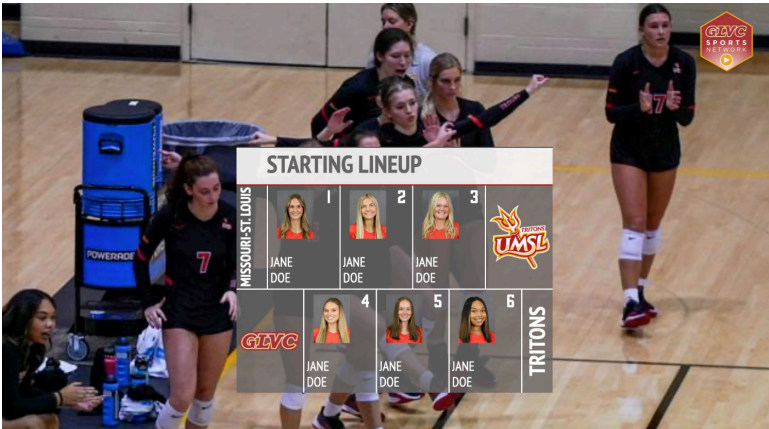 GLVC
SPORTS
NETWORK
STARTING LINEUP
MISSOURI-ST. LOUIS
1
JANE
DOE
2
JANE
DOE
3
JANE
DOE
TRITONS
UMSL
GLVC
4
JANE
DOE
5
JANE
DOE
6
JANE
DOE
TRITONS
POWERADE
7
7